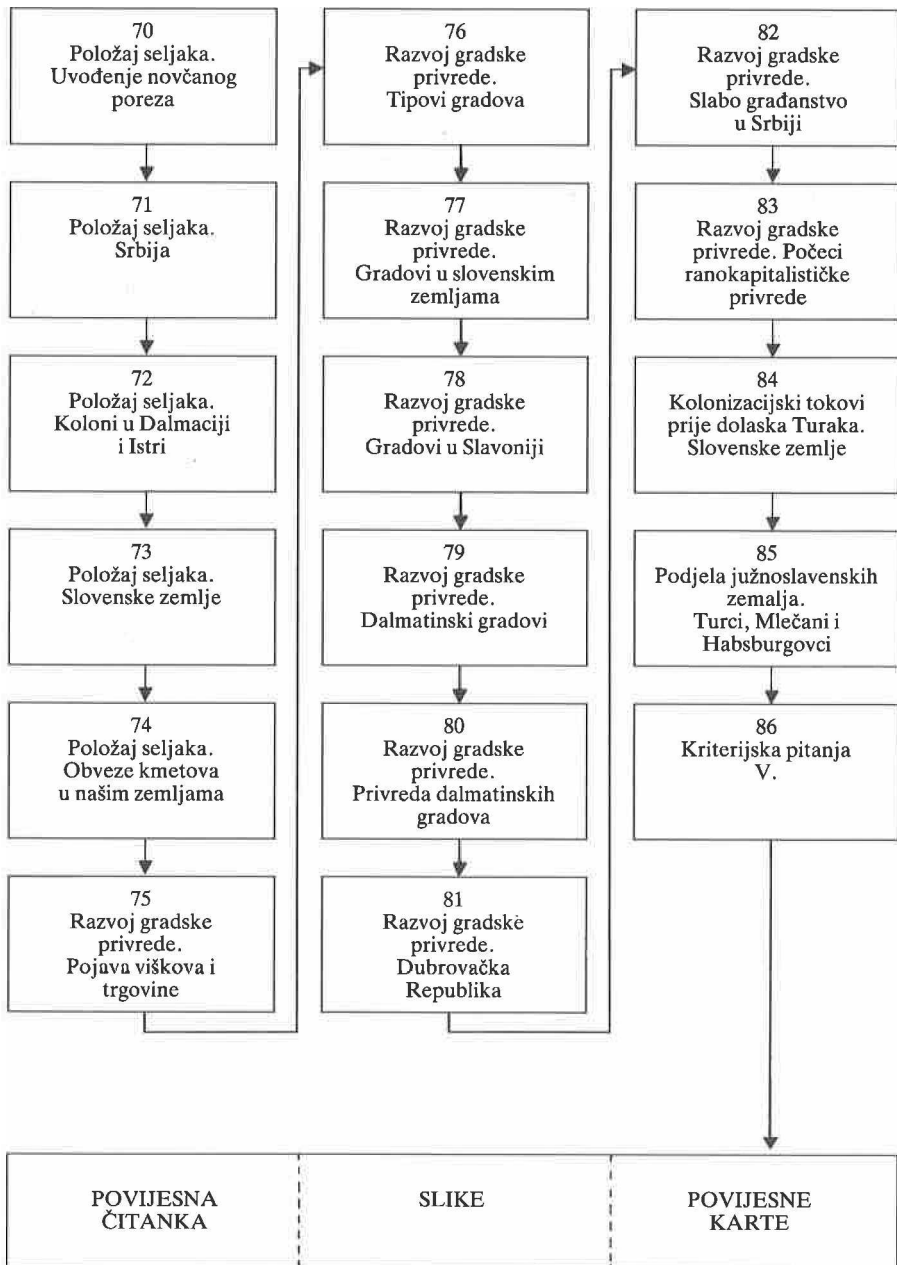 70
Položaj seljaka.
Uvođenje novčanog
poreza
71
Položaj seljaka.
Srbija
72
Položaj seljaka.
Koloni u Dalmaciji
i Istri
73
Položaj seljaka.
Slovenske zemlje
74
Položaj seljaka.
Obveze kmetova
u našim zemljama
75
Razvoj gradske
privrede.
Pojava viškova i
trgovine
76
Razvoj gradske
privrede.
Tipovi gradova
77
Razvoj gradske
privrede.
Gradovi u slovenskim
zemljama
78
Razvoj gradske
privrede.
Gradovi u Slavoniji
79
Razvoj gradske
privrede.
Dalmatinski gradovi
80
Razvoj gradske
privrede.
Privreda dalmatinskih
gradova
81
Razvoj gradske
privrede.
Dubrovačka
Republika
82
Razvoj gradske
privrede.
Slabo građanstvo
u Srbiji
83
Razvoj gradske
privrede. Počeci
ranokapitalističke
privrede
84
Kolonizacijski tokovi
prije dolaska Turaka.
Slovenske zemlje
85
Podjela južnoslavenskih
zemalja.
Turci, Mlečani i
Habsburgovci
86
Kriterijska pitanja
V.
POVIJESNA
ČITANKA
SLIKE
POVIJESNE
KARTE